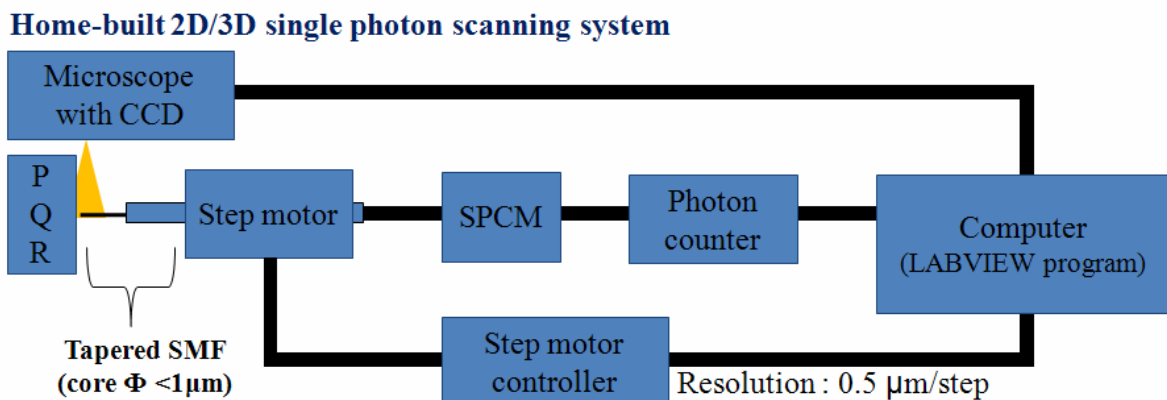 Home-built 2D/3D single photon scanning system
Microscope
with CCD
P
Q
R
Step motor
SPCM
Photon
counter
Computer
(LABVIEW program)
Tapered SMF
(core Φ <1μm)
Step motor
controller
Resolution : 0.5 μm/step